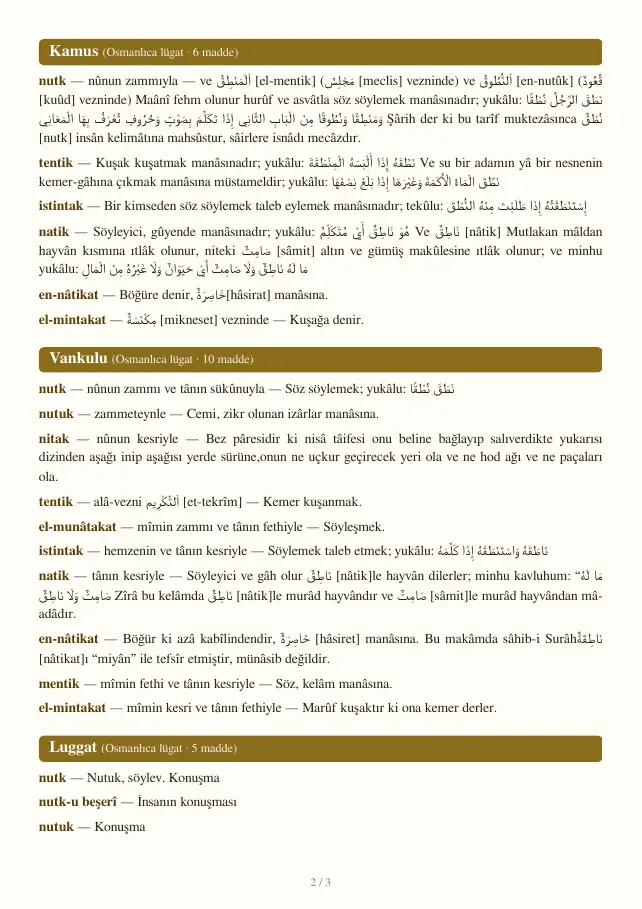 Kamus (Osmanlıca lügat · 6 madde)
nutk — nûnun zammıyla — ve اَلْمَنْطِقُ [el-mentik] (مَجْلِسٌ [meclis] vezninde) ve اَلنُّطُوقُ [en-nutûk] (قُعُودٌ
[kuûd] vezninde) Maânî fehm olunur hurûf ve asvâtla söz söylemek manâsınadır; yukâlu: نَطَقَ الرَّجُلُ نُطْقًا
وَمَنْطِقًا وَنُطُوقًا مِنَ الْبَابِ الثَّانِي إِذَا تَكَلَّمَ بِصَوْتٍ وَحُرُوفٍ تُعْرَفُ بِهَا الْمَعَانِي Şârih der ki bu tarîf muktezâsınca نُطْقٌ
[nutk] insân kelimâtına mahsûstur, sâirlere isnâdı mecâzdır.
tentik — Kuşak kuşatmak manâsınadır; yukâlu: نَطَّقَهُ إِذَا أَلْبَسَهُ الْمِنْطَقَةَ Ve su bir adamın yâ bir nesnenin
kemer-gâhına çıkmak manâsına müstameldir; yukâlu: نَطَّقَ الْمَاءُ الْأَكَمَةَ وَغَيْرَهَا إِذَا بَلَغَ نِصْفَهَا
istintak — Bir kimseden söz söylemek taleb eylemek manâsınadır; tekûlu: إِسْتَنْطَقْتُهُ إِذَا طَلَبْتَ مِنْهُ النُّطْقَ
natik — Söyleyici, gûyende manâsınadır; yukâlu: هُوَ نَاطِقٌ أَيْ مُتَكَلِّمٌ Ve نَاطِقٌ [nâtik] Mutlakan mâldan
hayvân kısmına ıtlâk olunur, niteki صَامِتٌ [sâmit] altın ve gümüş makûlesine ıtlâk olunur; ve minhu
yukâlu: مَا لَهُ نَاطِقٌ وَلَا صَامِتٌ أَيْ حَيَوَانٌ وَلَا غَيْرُهُ مِنَ الْمَالِ
en-nâtikat — Böğüre denir, خَاصِرَةٌ[hâsirat] manâsına.
el-mintakat — مِكْنَسَةٌ [mikneset] vezninde — Kuşağa denir.
Vankulu (Osmanlıca lügat · 10 madde)
nutk — nûnun zammı ve tânın sükûnuyla — Söz söylemek; yukâlu: نَطَقَ نُطْقًا
nutuk — zammeteynle — Cemi, zikr olunan izârlar manâsına.
nitak — nûnun kesriyle — Bez pâresidir ki nisâ tâifesi onu beline bağlayıp salıverdikte yukarısı
dizinden aşağı inip aşağısı yerde sürüne,onun ne uçkur geçirecek yeri ola ve ne hod ağı ve ne paçaları
ola.
tentik — alâ-vezni اَلتَّكْرِيم [et-tekrîm] — Kemer kuşanmak.
el-munâtakat — mîmin zammı ve tânın fethiyle — Söyleşmek.
istintak — hemzenin ve tânın kesriyle — Söylemek taleb etmek; yukâlu: نَاطَقَهُ وَاسْتَنْطَقَهُ إِذَا كَلَّمَهُ
natik — tânın kesriyle — Söyleyici ve gâh olur نَاطِقٌ [nâtik]le hayvân dilerler; minhu kavluhum: “مَا لَهُ
صَامِتٌ وَلَا نَاطِقٌ Zîrâ bu kelâmda نَاطِقٌ [nâtik]le murâd hayvândır ve صَامِتٌ [sâmit]le murâd hayvândan mâ-
adâdır.
en-nâtikat — Böğür ki azâ kabîlindendir, خَاصِرَةٌ [hâsiret] manâsına. Bu makâmda sâhib-i Surâhنَاطِقَةٌ
[nâtikat]ı “miyân” ile tefsîr etmiştir, münâsib değildir.
mentik — mîmin fethi ve tânın kesriyle — Söz, kelâm manâsına.
el-mintakat — mîmin kesri ve tânın fethiyle — Marûf kuşaktır ki ona kemer derler.
Luggat (Osmanlıca lügat · 5 madde)
nutk — Nutuk, söylev. Konuşma
nutk-u beşerî — İnsanın konuşması
nutuk — Konuşma
2 / 3